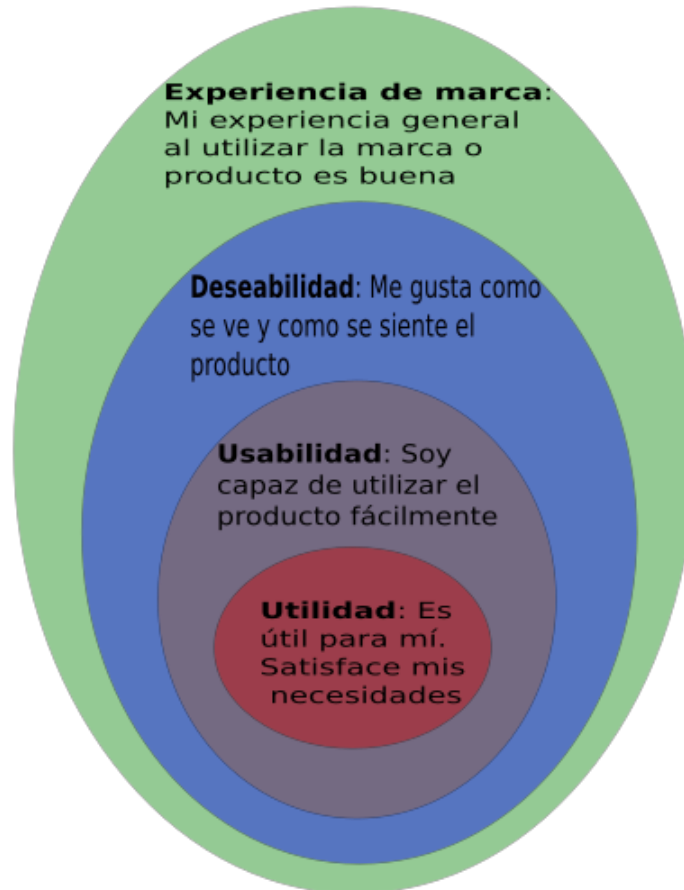 Experiencia de marca:
Mi experiencia general
al utilizar la marca o
producto es buena
Deseabilidad: Me gusta como
se ve y como se siente el
producto
Usabilidad: Soy
capaz de utilizar el
producto fácilmente
Utilidad: Es
útil para mí.
Satisface mis
necesidades